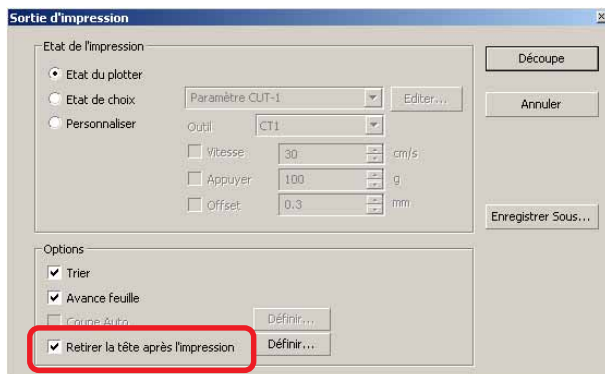 Sortie d'impression
Etat de l'impression
Etat du plotter
Etat de choix
Paramètre CUT-1
Editer...
Personnaliser
Outil
CT1
Vitesse
30
cm/s
Appuyer
100
g
Offset
0.3
mm
Découpe
Annuler
Enregistrer Sous...
Options
Trier
Avance feuille
Coupe Auto
Définir...
Retirer la tête après l'impression
Définir...